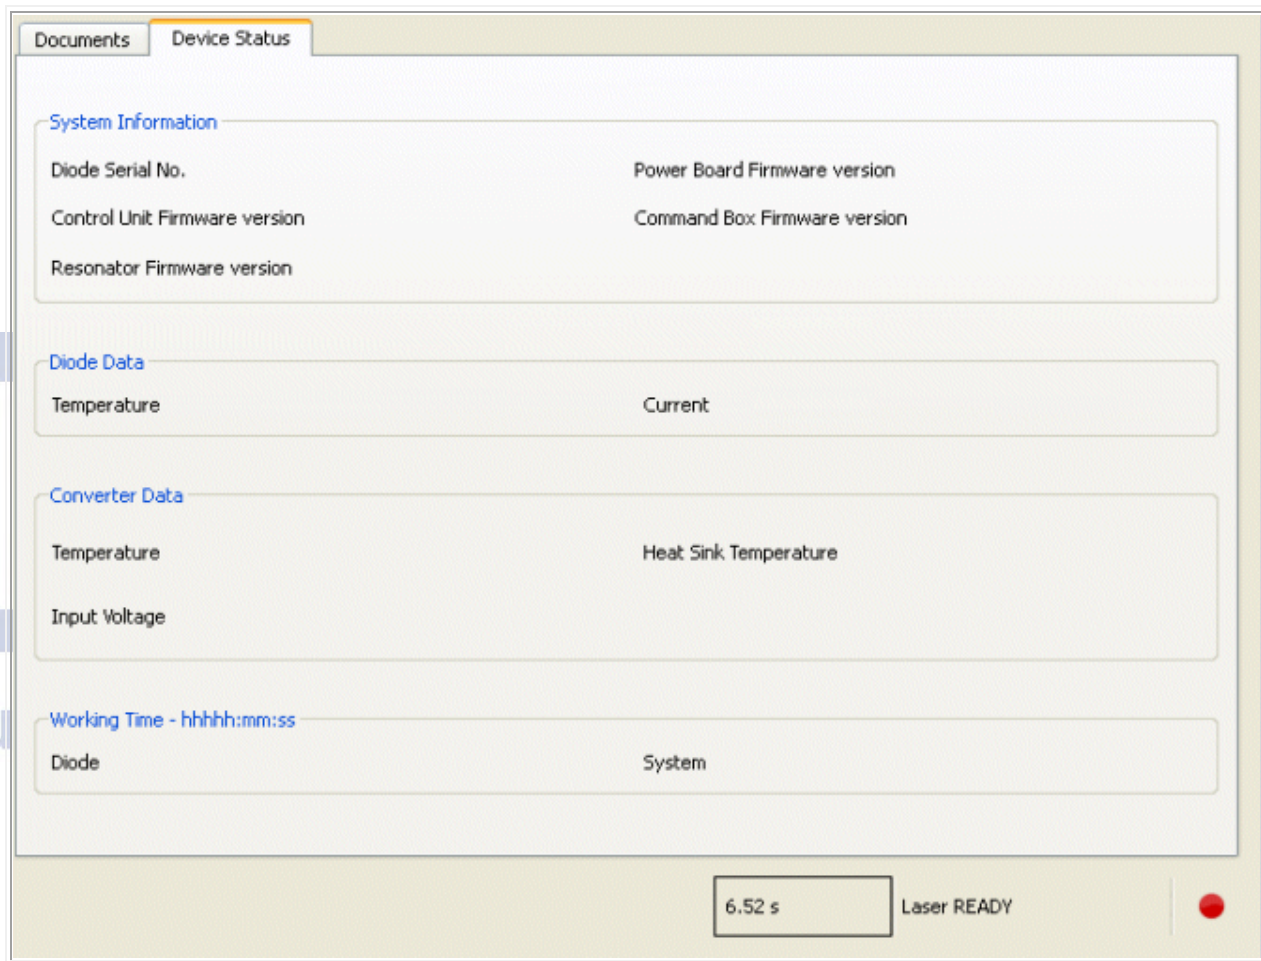 Documents Device Status
System Information
Diode Serial No. Power Board Firmware version
Control Unit Firmware version Command Box Firmware version
Resonator Firmware version
Diode Data
Temperature Current
Converter Data
Temperature Heat Sink Temperature
Input Voltage
Working Time - hhhhh:mm:ss
Diode System
6.52 s Laser READY